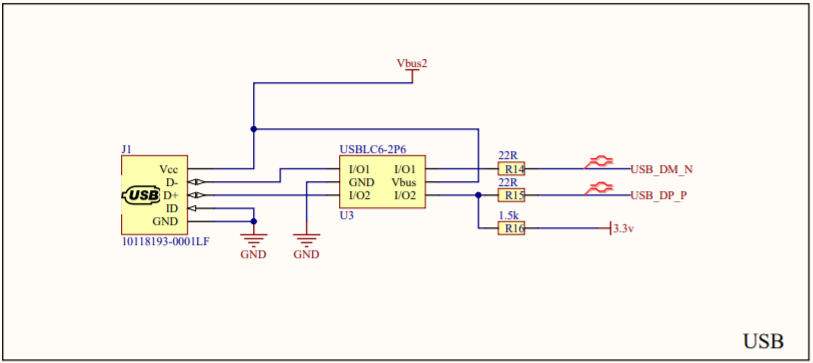 Vbus2
J1
USBLC6-2P6
22R
Vcc
I/O1
I/O1
R14
USB_DM_N
D-
GND
Vbus
22R
USB
D+
I/O2
I/O2
R15
USB_DP_P
ID
U3
1.5k
GND
R16
3.3v
10118193-0001LF
GND
GND
USB